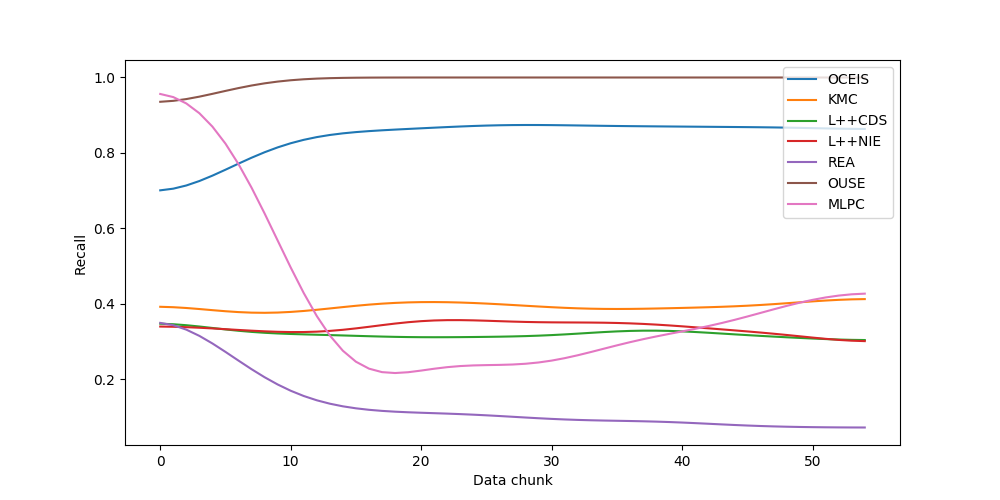 1.0
0.8
0.6
0.4
0.2
Recall
0
10
20
30
40
50
Data chunk
OCEIS
KMC
L++CDS
L++NIE
REA
OUSE
MLPC